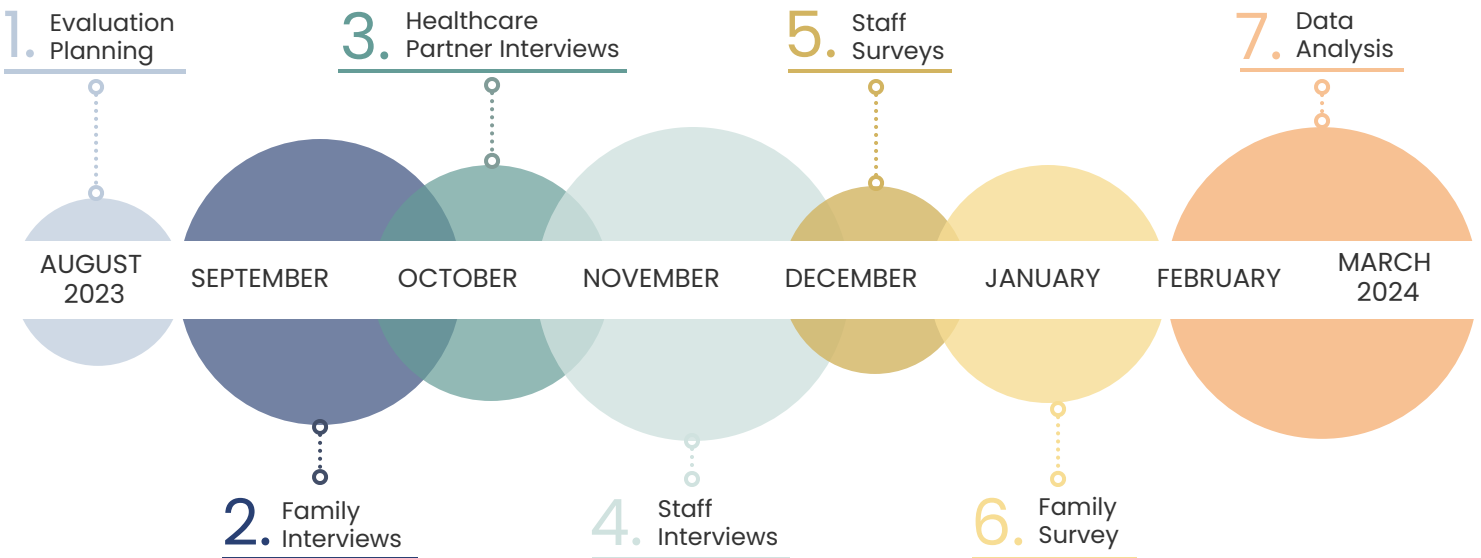 1. Evaluation
Planning
3. Healthcare
Partner Interviews
5. Staff
Surveys
7. Data
Analysis
AUGUST
2023
SEPTEMBER
OCTOBER
NOVEMBER
DECEMBER
JANUARY
FEBRUARY
MARCH
2024
2. Family
Interviews
4. Staff
Interviews
6. Family
Survey